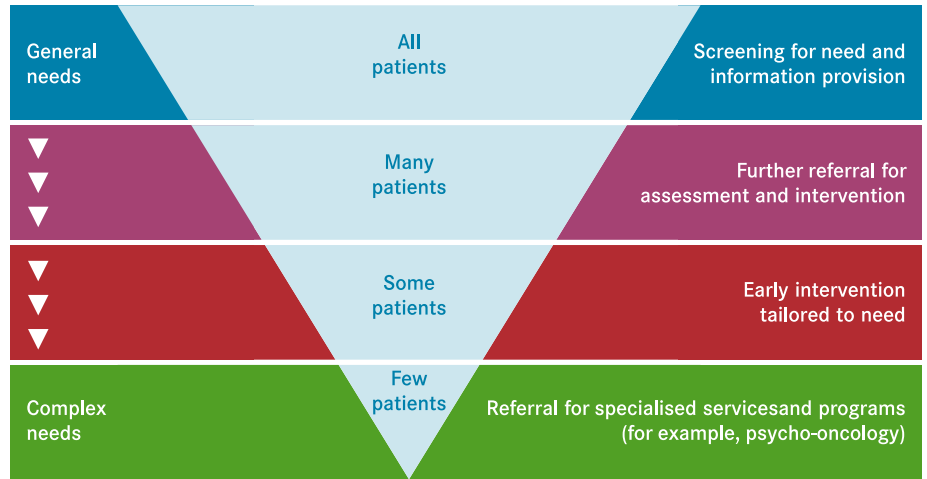 General
needs
All
patients
Screening for need and
information provision
Many
patients
Further referral for
assessment and intervention
Some
patients
Early intervention
tailored to need
Complex
needs
Few
patients
Referral for specialised servicesand programs
(for example, psycho-oncology)